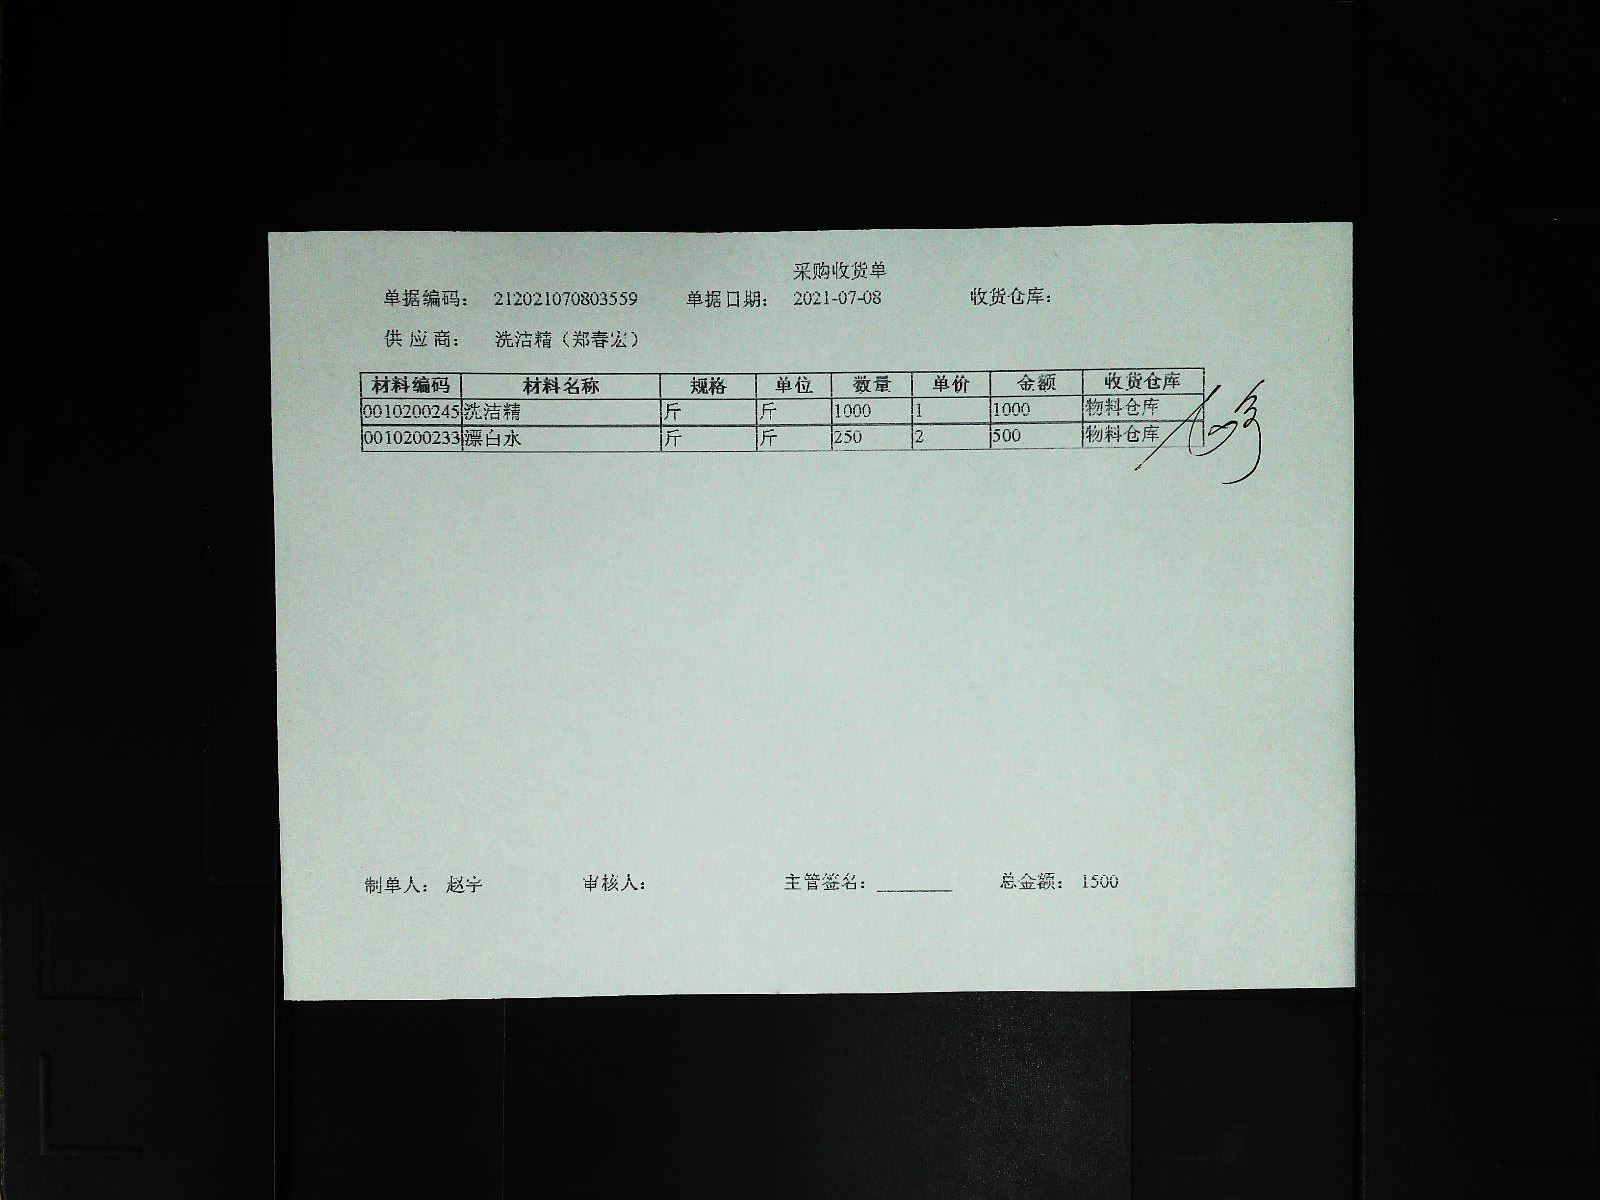 采购收货单
单据编码： 212021070803559 单据日期： 2021-07-08 收货仓库：
供 应 商： 洗洁精（郑春宏）
材料编码 材料名称 规格 单位 数量 单价 金额 收货仓库
0010200245 洗洁精 斤 斤 1000 1 1000 物料仓库
0010200233 漂白水 斤 斤 250 2 500 物料仓库
制单人： 赵宇 审核人： 主管签名：________ 总金额： 1500